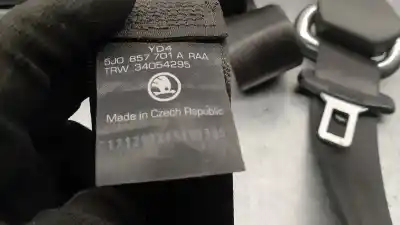 YD4
5J0 857 701 A RAA
TRW 34054295
Made in Czech Republic